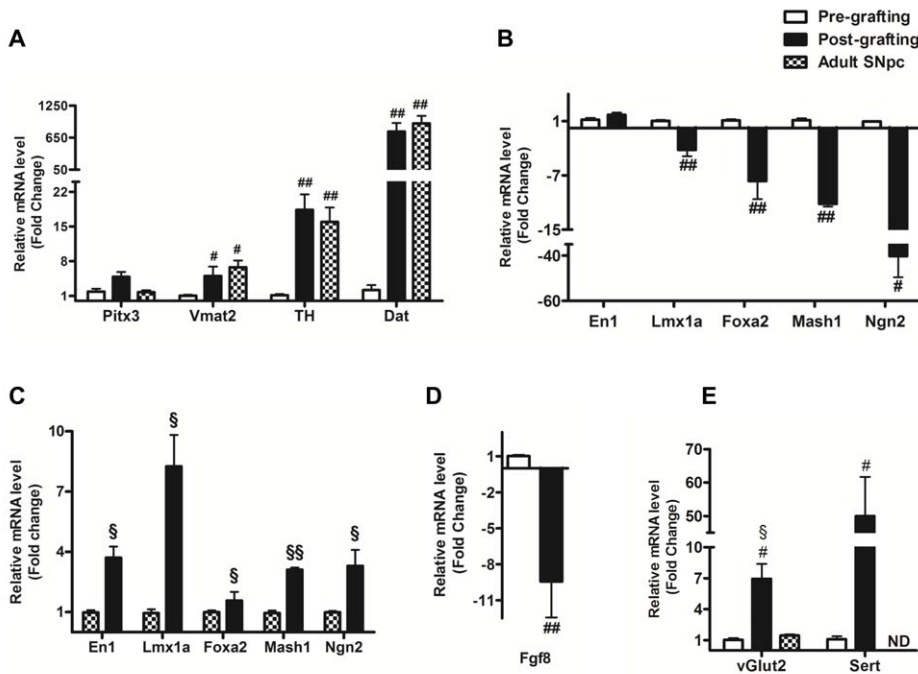 Pre-grafting
Post-grafting
Adult SNpc
A
Relative mRNA level
(Fold Change)
1250
650
50
22
15
8
1
# # ## ## ## ##
Pitx3 Vmat2 TH Dat
B
Relative mRNA level
(Fold Change)
1
-7
-15
-40
-60
## ## ## #
En1 Lmx1a Foxa2 Mash1 Ngn2
C
Relative mRNA level
(Fold change)
10
7
4
1
§ § § §§ §
En1 Lmx1a Foxa2 Mash1 Ngn2
D
Relative mRNA level
(Fold Change)
1
-2
-5
-8
-11
##
Fgf8
E
Relative mRNA level
(Fold Change)
70
60
50
10
7
4
1
§
# #
ND
vGlut2 Sert